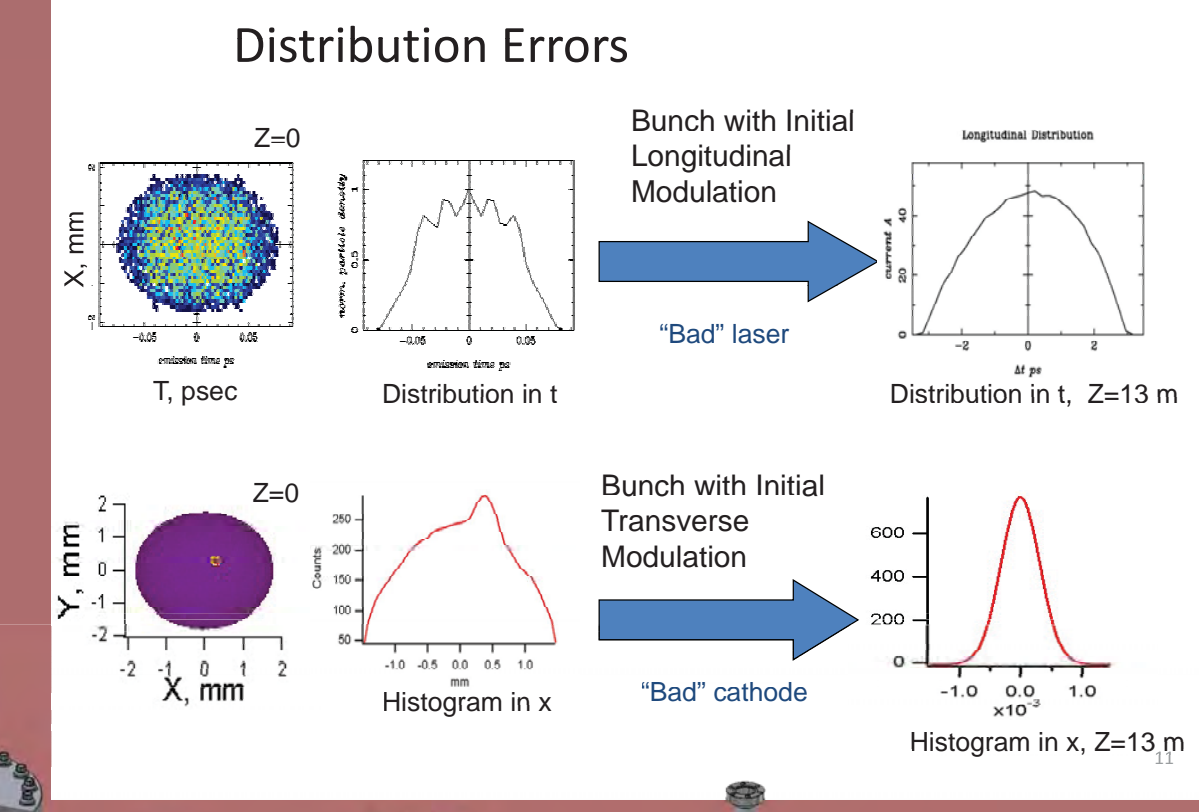 Distribution Errors
Z=0
X, mm
-0.05 0 0.05
emission time ps
T, psec
norm. particle density
0 0.5 1
-0.05 0 0.05
emission time ps
Distribution in t
Bunch with Initial
Longitudinal
Modulation
“Bad” laser
Longitudinal Distribution
current A
0 20 40
-2 0 2
Δt ps
Distribution in t, Z=13 m
Z=0
Y, mm
2
1
0
-1
-2
-2 -1 0 1 2
X, mm
Counts
250
200
150
100
50
-1.0 -0.5 0.0 0.5 1.0
mm
Histogram in x
Bunch with Initial
Transverse
Modulation
“Bad” cathode
600
400
200
0
-1.0 0.0 1.0
x10⁻³
Histogram in x, Z=13 m
11